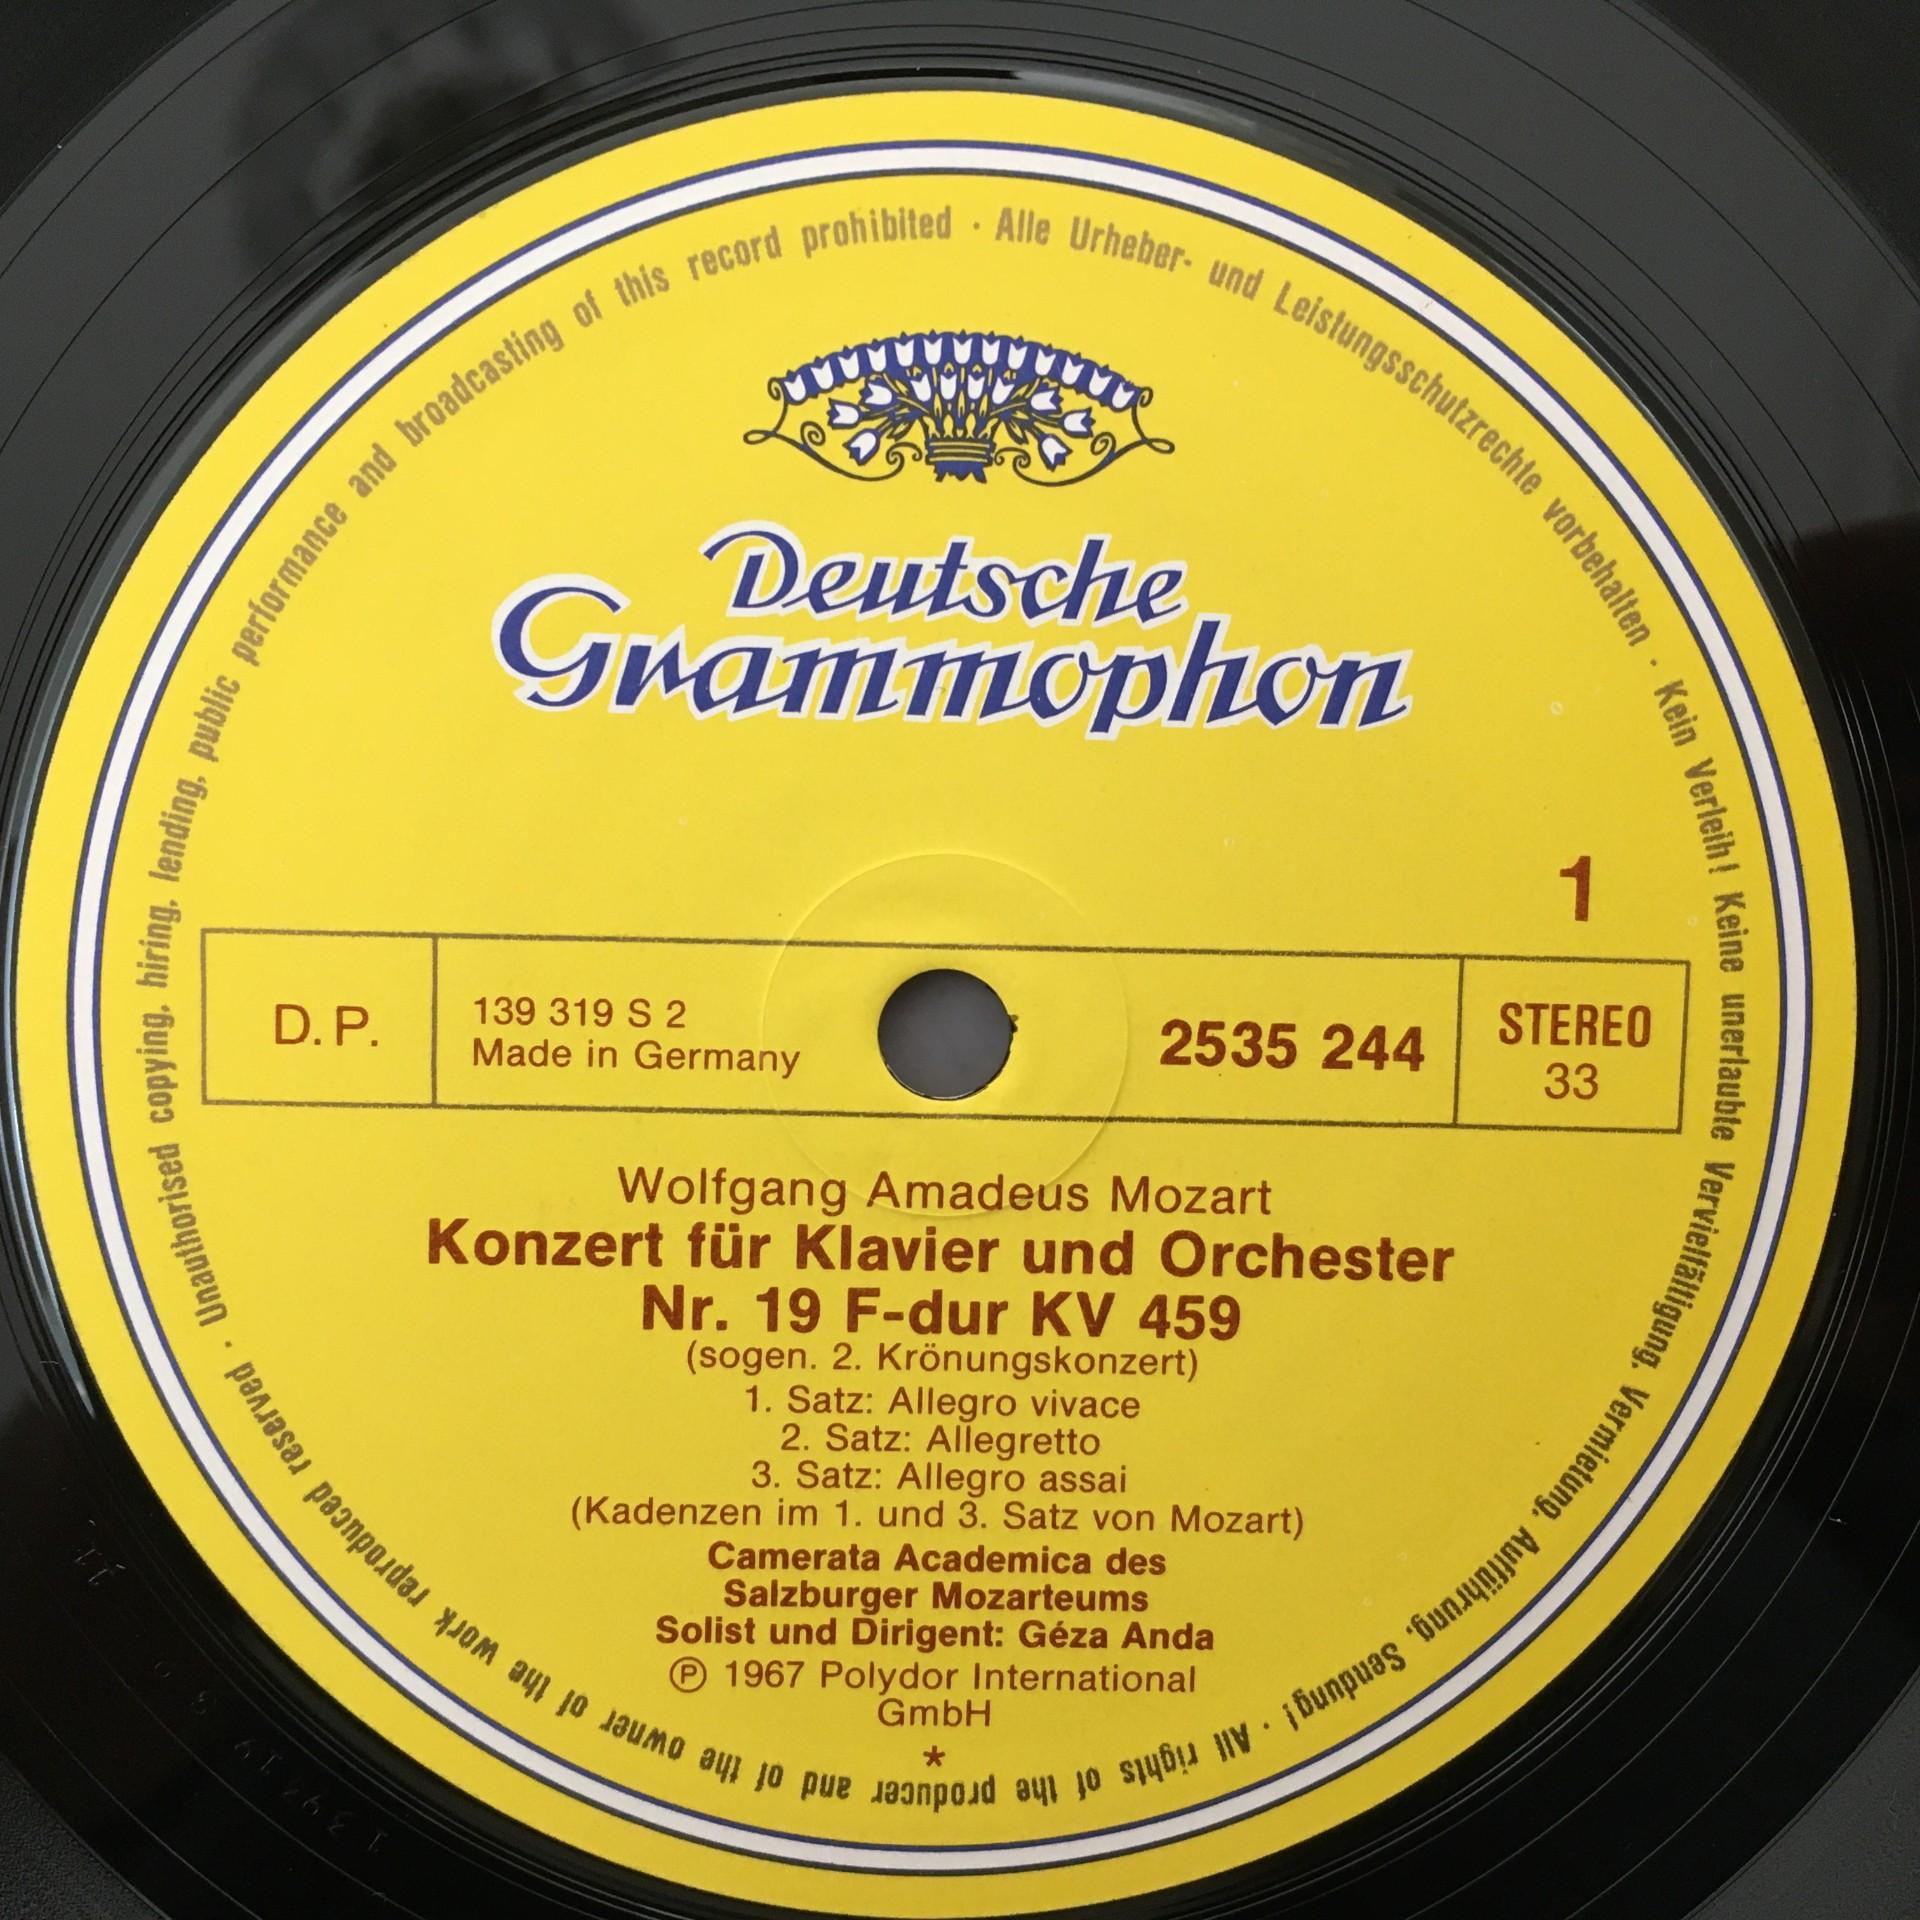 Deutsche
Grammophon
1
D.P.
139 319 S 2
Made in Germany
2535 244
STEREO
33
Wolfgang Amadeus Mozart
Konzert für Klavier und Orchester
Nr. 19 F-dur KV 459
(sogen. 2. Krönungskonzert)
1. Satz: Allegro vivace
2. Satz: Allegretto
3. Satz: Allegro assai
(Kadenzen im 1. und 3. Satz von Mozart)
Camerata Academica des
Salzburger Mozarteums
Solist und Dirigent: Géza Anda
Ⓟ 1967 Polydor International
GmbH
*
Alle Urheber- und Leistungsschutzrechte vorbehalten · Kein Verleih! Keine unerlaubte Vervielfältigung, Vermietung, Aufführung, Sendung! · All rights of the producer and of the owner of the work reproduced reserved · Unauthorised copying, hiring, lending, public performance and broadcasting of this record prohibited ·